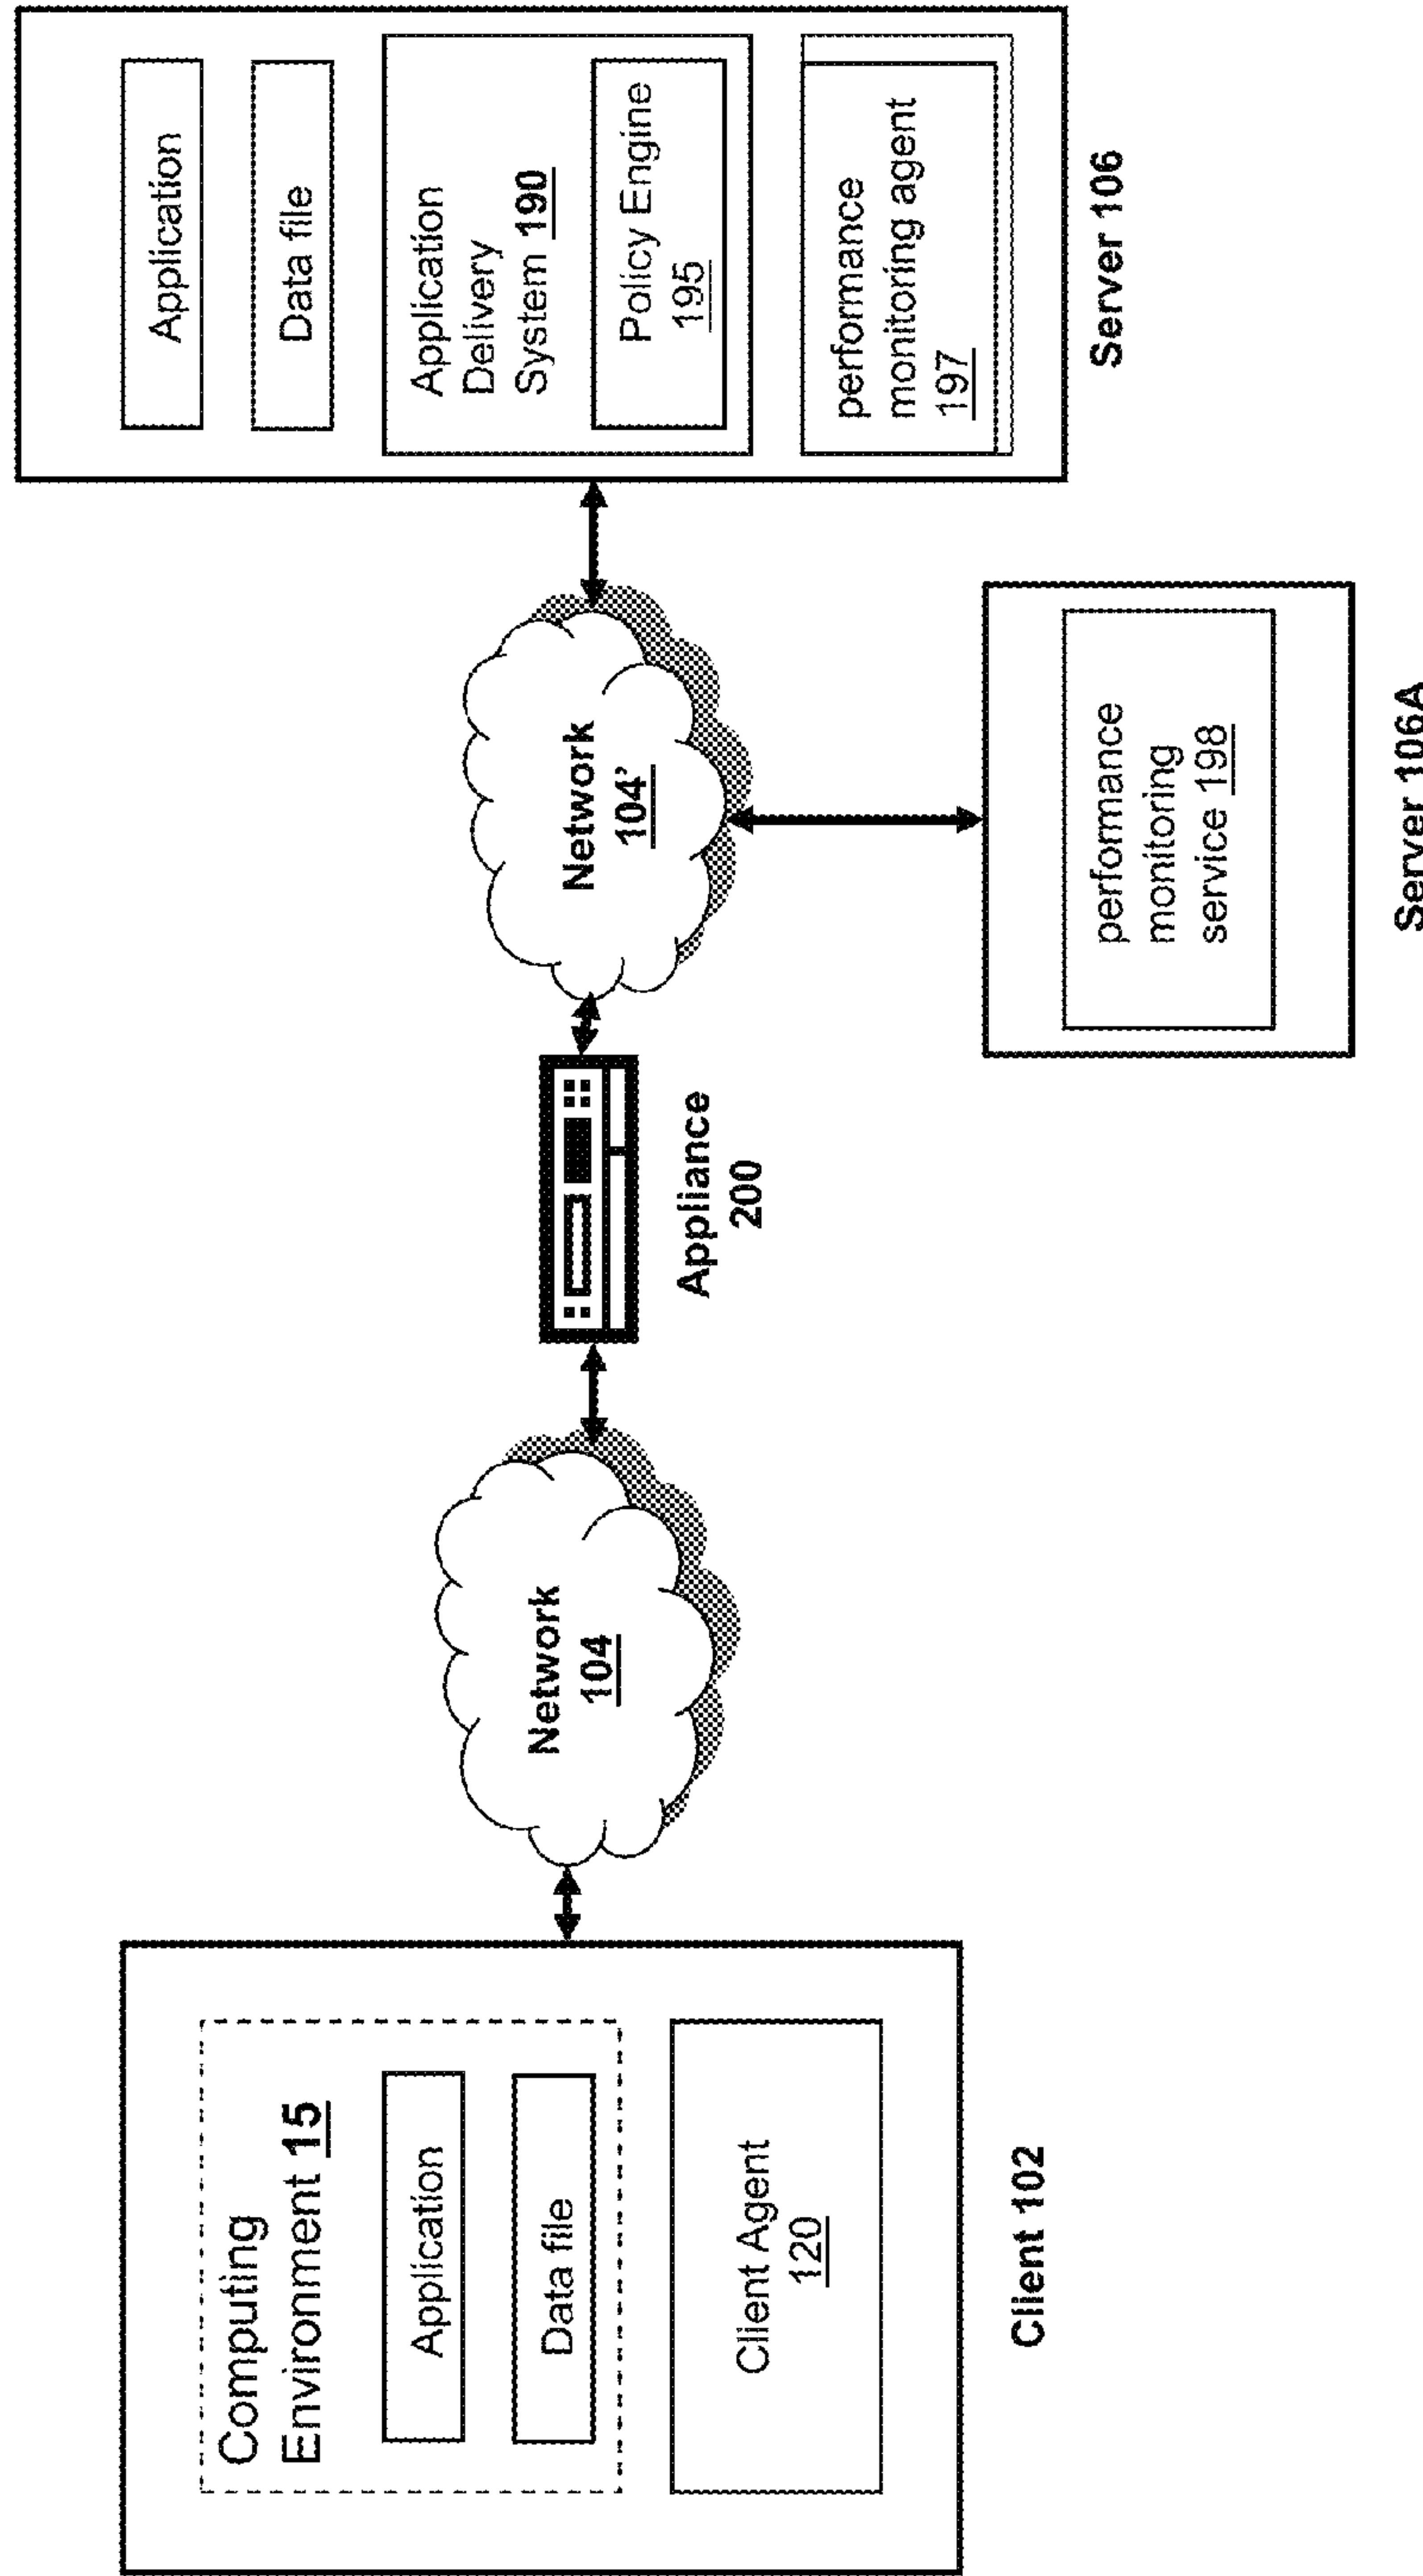 Computing
Environment 15
Application
Data file
Client Agent
120
Client 102
Network
104
Appliance
200
Network
104’
performance
monitoring
service 198
Server 106A
Application
Data file
Application
Delivery
System 190
Policy Engine
195
performance
monitoring agent
197
Server 106